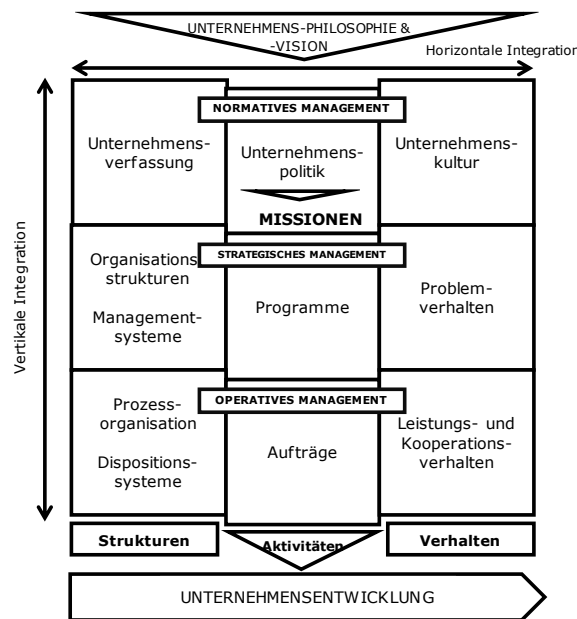 UNTERNEHMENS-PHILOSOPHIE &
-VISION
Horizontale Integration
Vertikale Integration
NORMATIVES MANAGEMENT
Unternehmens-
verfassung
Unternehmens-
politik
Unternehmens-
kultur
MISSIONEN
STRATEGISCHES MANAGEMENT
Organisations
strukturen
Management-
systeme
Programme
Problem-
verhalten
OPERATIVES MANAGEMENT
Prozess-
organisation
Dispositions-
systeme
Aufträge
Leistungs- und
Kooperations-
verhalten
Strukturen
Aktivitäten
Verhalten
UNTERNEHMENSENTWICKLUNG